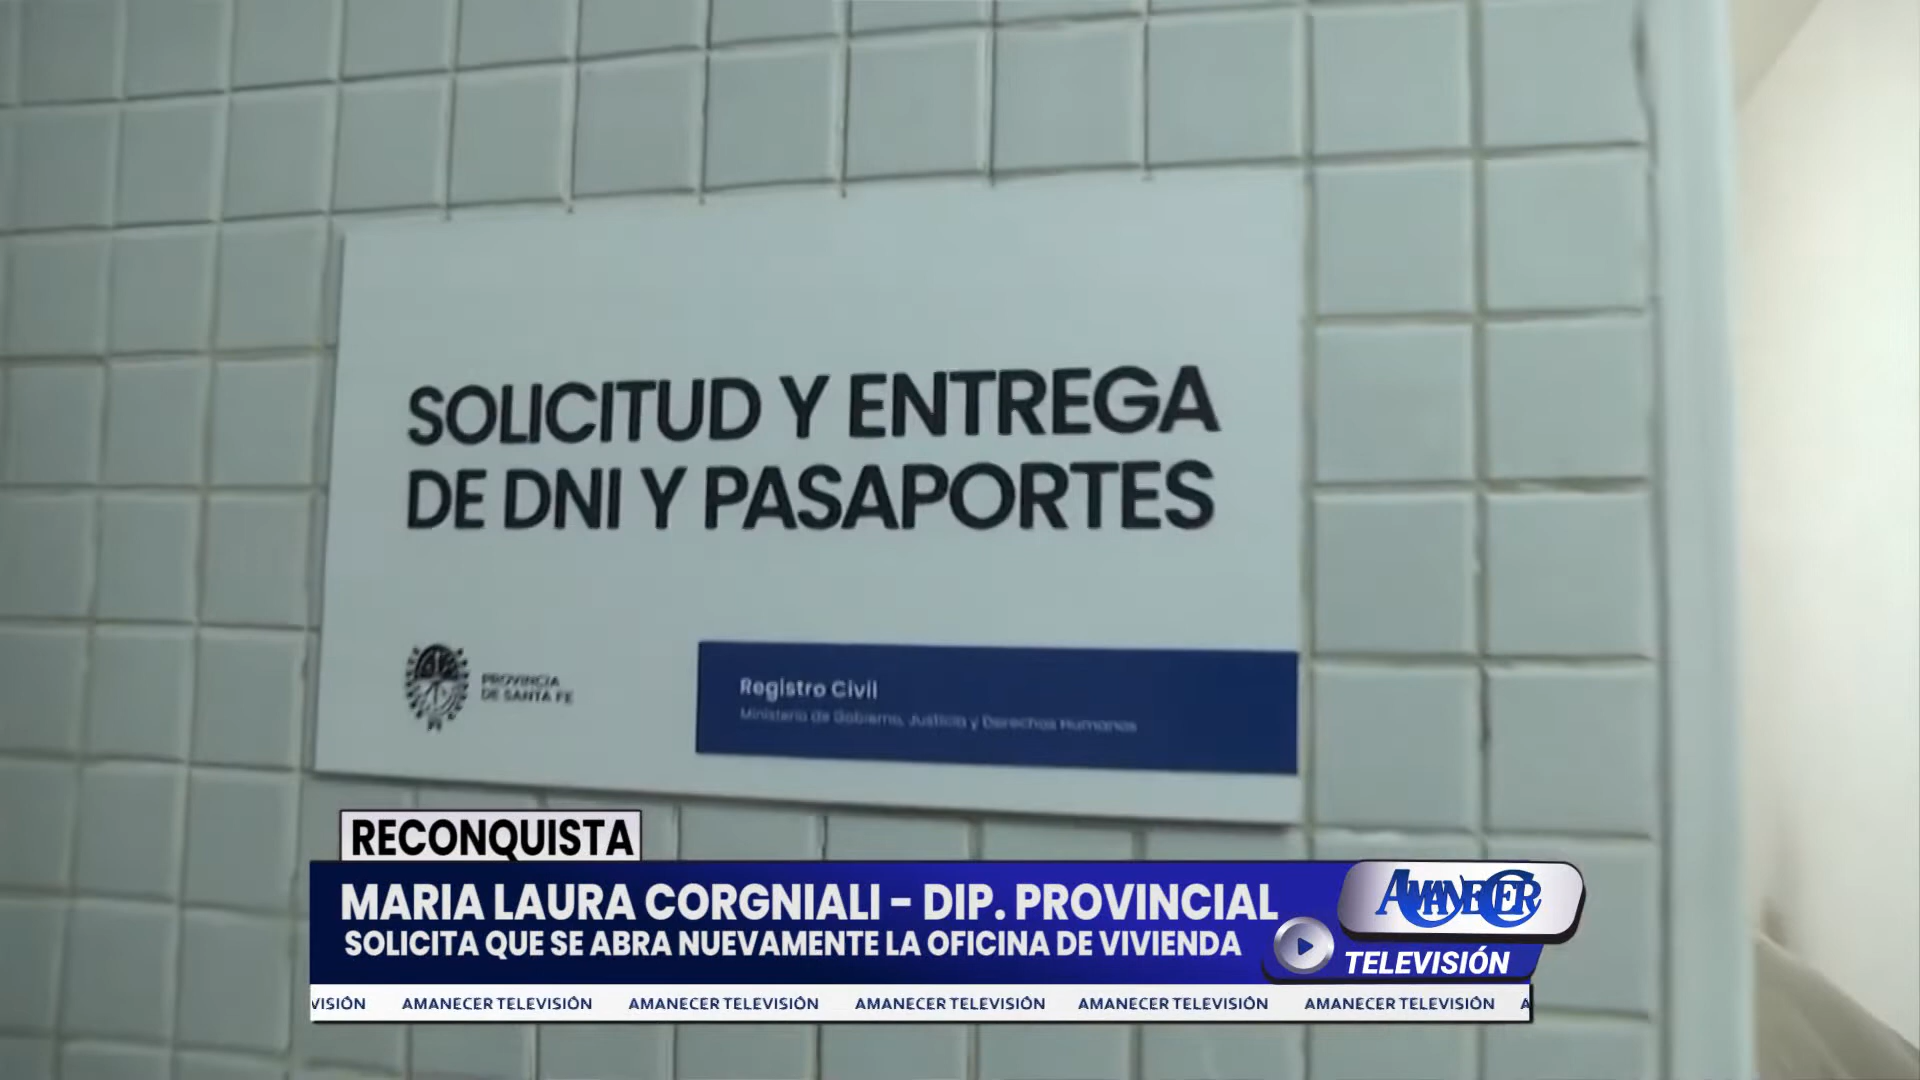 SOLICITUD Y ENTREGA
DE DNI Y PASAPORTES
PROVINCIA
DE SANTA FE
Registro Civil
Ministerio de Gobierno, Justicia y Derechos Humanos
RECONQUISTA
MARIA LAURA CORGNIALI - DIP. PROVINCIAL
SOLICITA QUE SE ABRA NUEVAMENTE LA OFICINA DE VIVIENDA
AMANECER
TELEVISIÓN
VISIÓN AMANECER TELEVISIÓN AMANECER TELEVISIÓN AMANECER TELEVISIÓN AMANECER TELEVISIÓN AMANECER TELEVISIÓN A